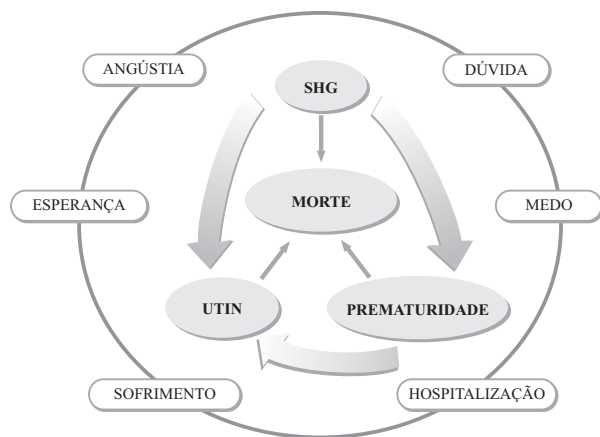 ANGÚSTIA
DÚVIDA
SHG
ESPERANÇA
MORTE
MEDO
UTIN
PREMATURIDADE
SOFRIMENTO
HOSPITALIZAÇÃO